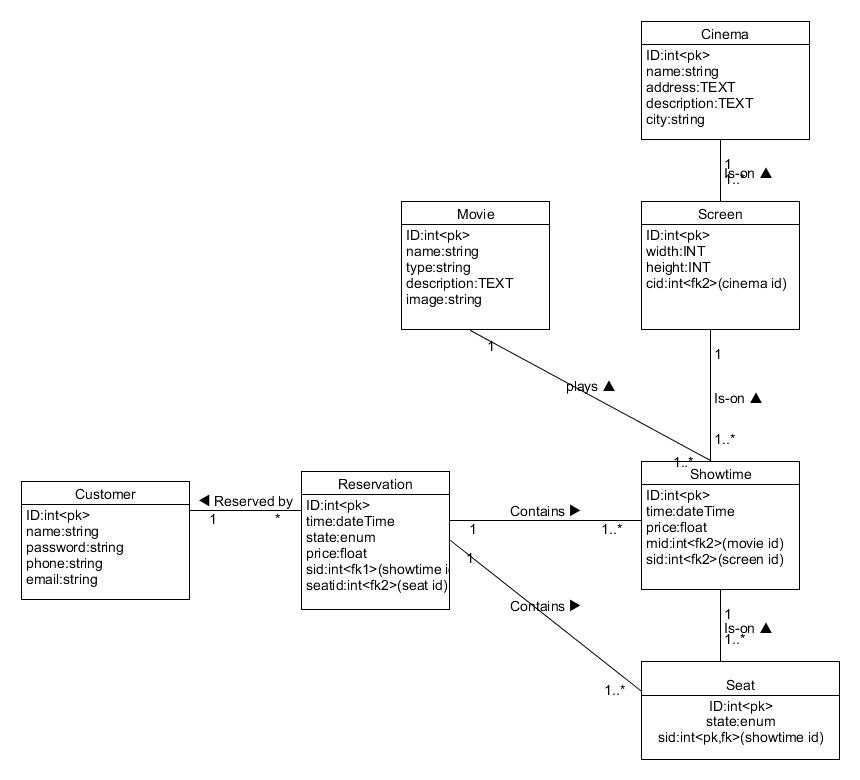 Cinema
ID:int<pk>
name:string
address:TEXT
description:TEXT
city:string
1
Is-on ▲
1..*
Movie
ID:int<pk>
name:string
type:string
description:TEXT
image:string
Screen
ID:int<pk>
width:INT
height:INT
cid:int<fk2>(cinema id)
1
plays ▲
1..*
1
Is-on ▲
1..*
Customer
ID:int<pk>
name:string
password:string
phone:string
email:string
◀ Reserved by
1
*
Reservation
ID:int<pk>
time:dateTime
state:enum
price:float
sid:int<fk1>(showtime i
seatid:int<fk2>(seat id)
Contains ▶
1
1..*
Showtime
ID:int<pk>
time:dateTime
price:float
mid:int<fk2>(movie id)
sid:int<fk2>(screen id)
1
Contains ▶
1..*
1
Is-on ▲
1..*
Seat
ID:int<pk>
state:enum
sid:int<pk,fk>(showtime id)